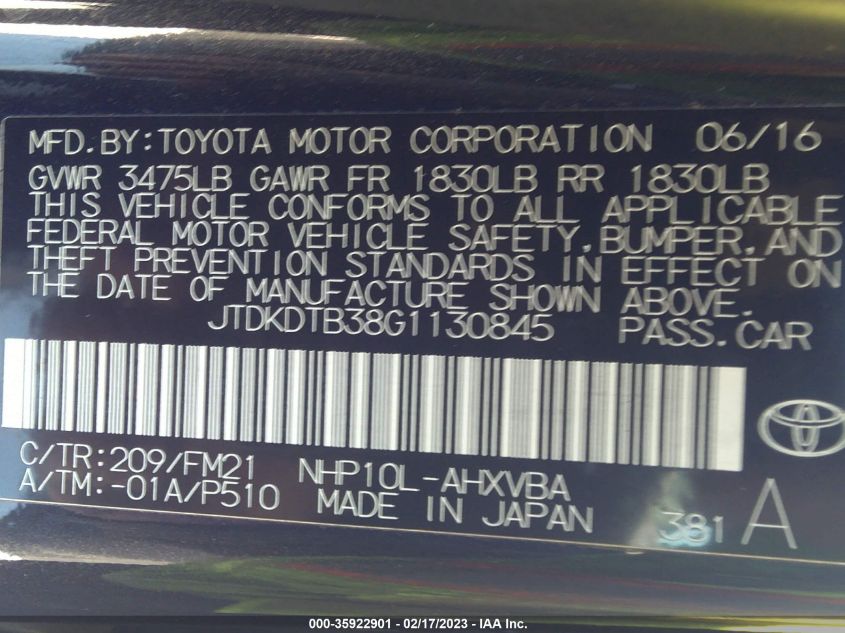 MFD.BY:TOYOTA MOTOR CORPORATION 06/16
GVWR 3475LB GAWR FR 1830LB RR 1830LB
THIS VEHICLE CONFORMS TO ALL APPLICABLE
FEDERAL MOTOR VEHICLE SAFETY,BUMPER,AND
THEFT PREVENTION STANDARDS IN EFFECT ON
THE DATE OF MANUFACTURE SHOWN ABOVE.
JTDKDTB38G1130845 PASS.CAR
C/TR:209/FM21 NHP10L-AHXVBA
A/TM:-01A/P510 MADE IN JAPAN 381 A
000-35922901 - 02/17/2023 - IAA Inc.